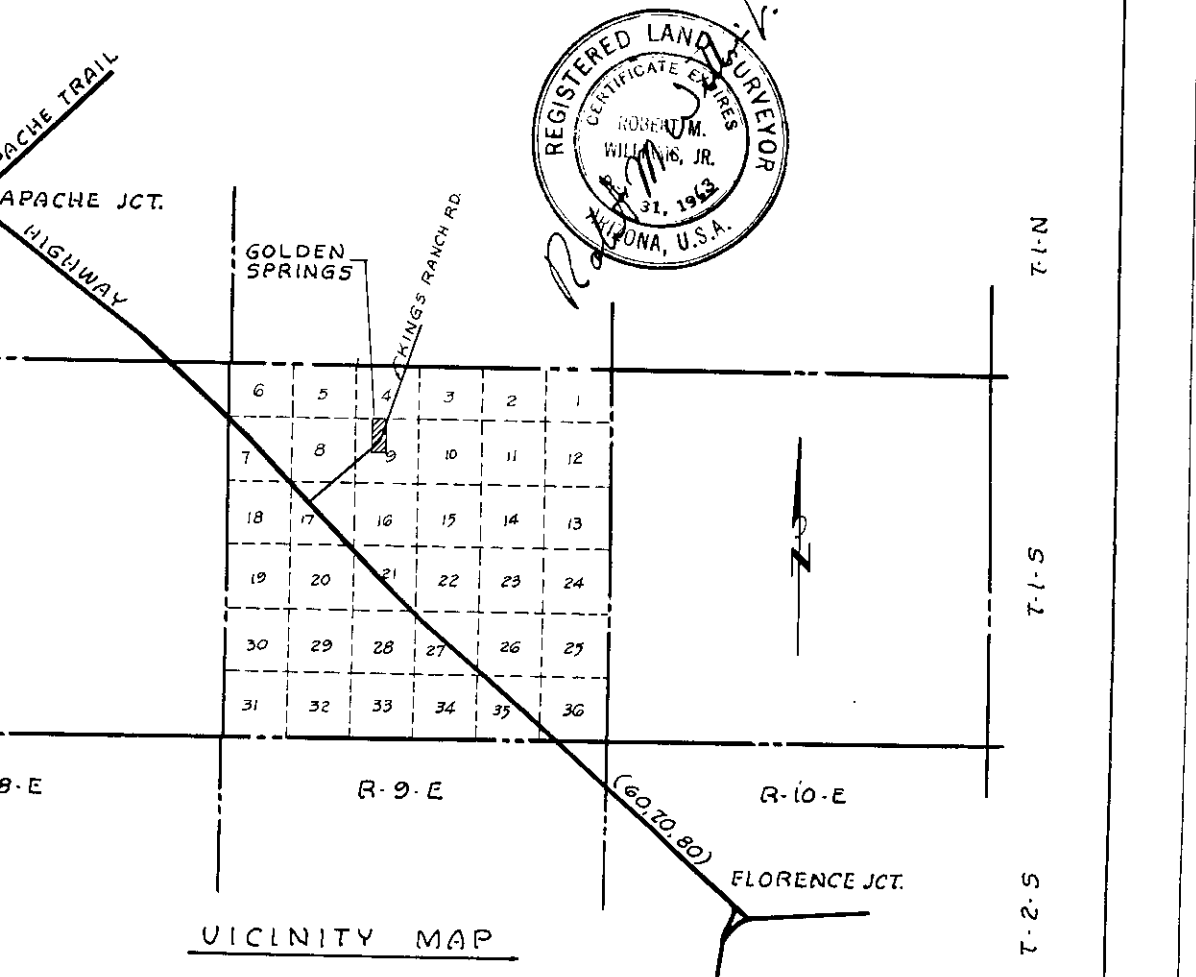 PACHE TRAIL
APACHE JCT.
HIGHWAY
REGISTERED LAND SURVEYOR
CERTIFICATE EXPIRES
ROBERT M.
WILLIAMS, JR.
31, 1963
ARIZONA, U.S.A.
GOLDEN
SPRINGS
KINGS RANCH RD.
T-1-N
6 5 4 3 2 1
7 8 9 10 11 12
18 17 16 15 14 13
19 20 21 22 23 24
30 29 28 27 26 25
31 32 33 34 35 36
N
T-1-S
8-E
R-9-E
R-10-E
(60,70,80)
FLORENCE JCT.
T-2-S
VICINITY MAP